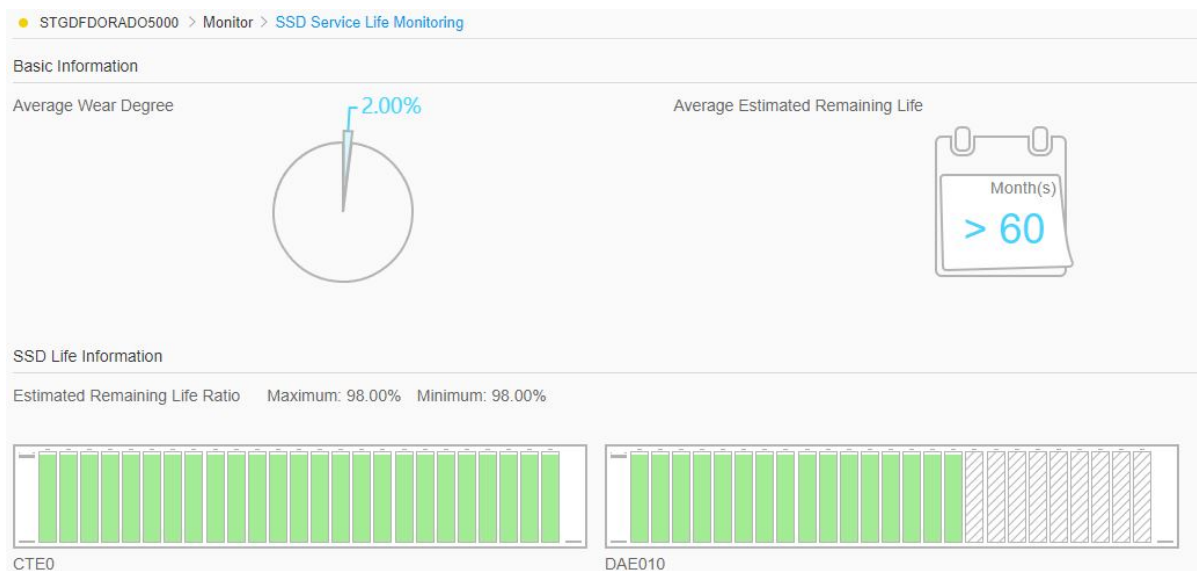 STGDFDORADO5000 > Monitor > SSD Service Life Monitoring
Basic Information
Average Wear Degree
2.00%
Average Estimated Remaining Life
Month(s)
> 60
SSD Life Information
Estimated Remaining Life Ratio Maximum: 98.00% Minimum: 98.00%
CTE0
DAE010